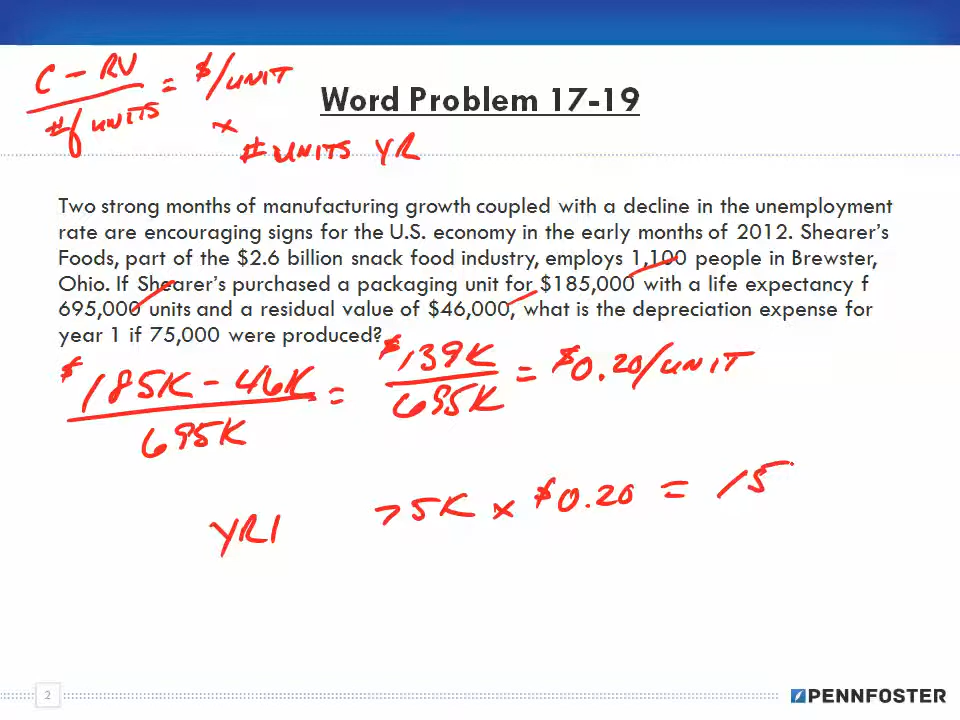 C - RV
# of UNITS
= $/UNIT
x
# UNITS YR
Word Problem 17-19
Two strong months of manufacturing growth coupled with a decline in the unemployment
rate are encouraging signs for the U.S. economy in the early months of 2012. Shearer's
Foods, part of the $2.6 billion snack food industry, employs 1,100 people in Brewster,
Ohio. If Shearer's purchased a packaging unit for $185,000 with a life expectancy f
695,000 units and a residual value of $46,000, what is the depreciation expense for
year 1 if 75,000 were produced?
$185K - 46K = $139K = $0.20/UNIT
695K 695K
YR1 75K x $0.20 = 15
2
PENNFOSTER